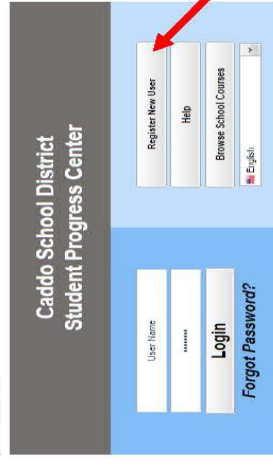 Caddo School District
Student Progress Center
User Name
********
Login
Forgot Password?
Register New User
Help
Browse School Courses
English